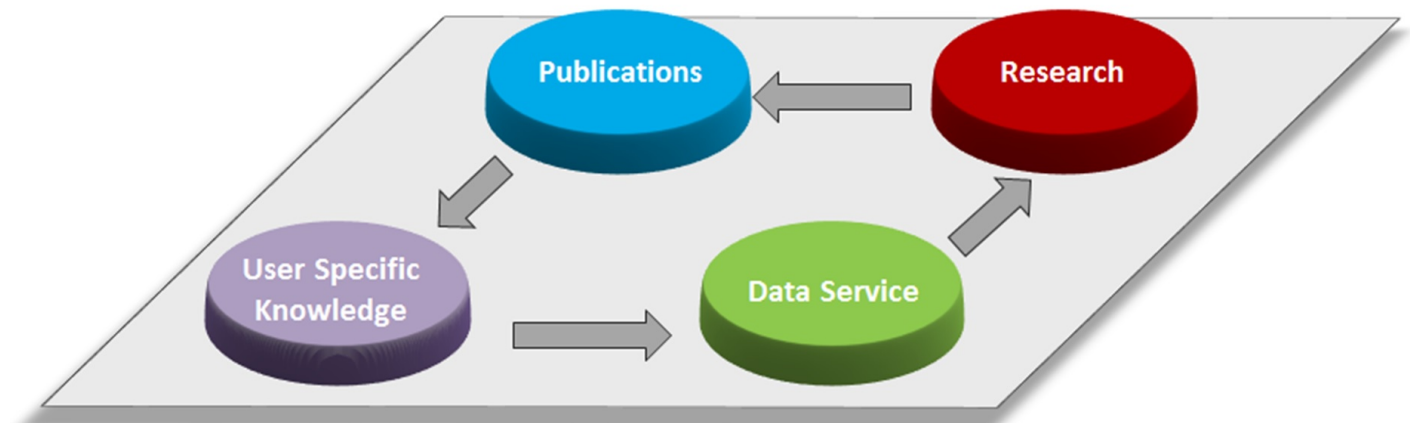 Publications
Research
User Specific
Knowledge
Data Service